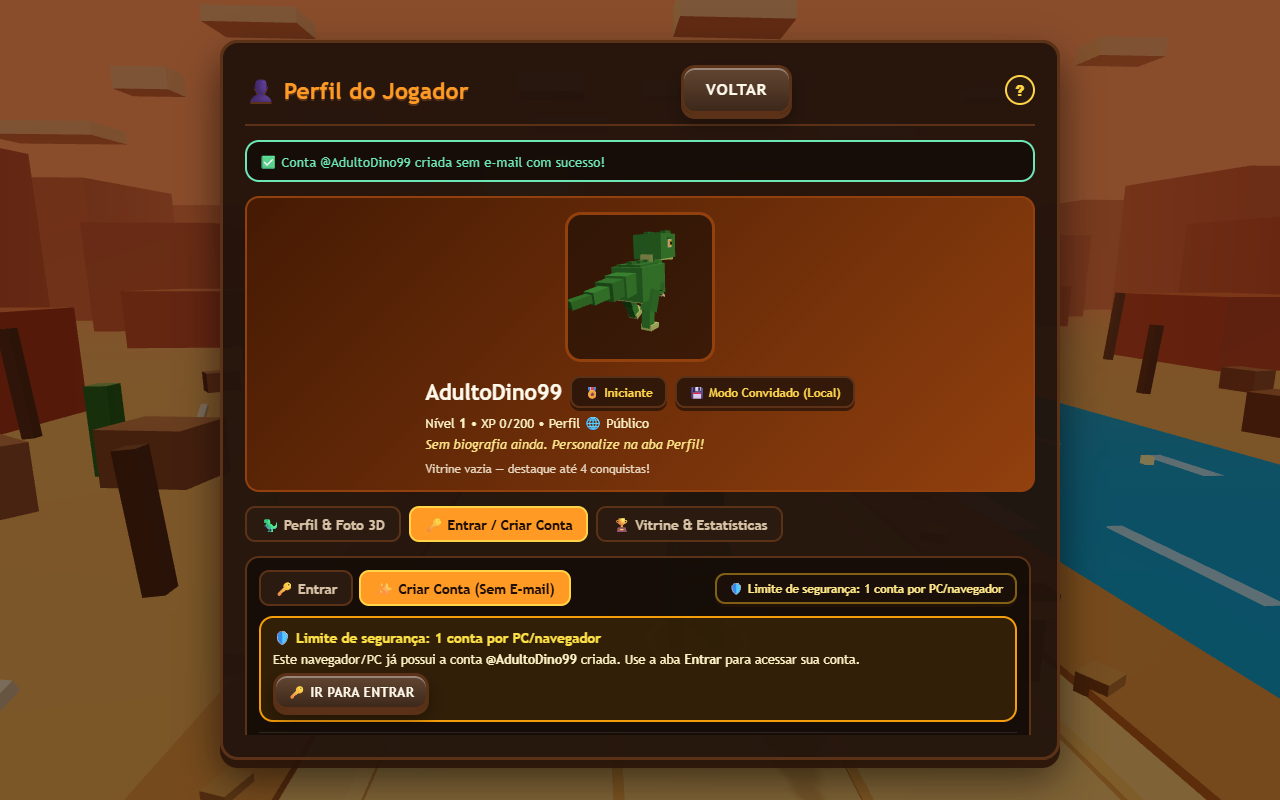 Perfil do Jogador
VOLTAR
?
Conta @AdultoDino99 criada sem e-mail com sucesso!
AdultoDino99
Iniciante
Modo Convidado (Local)
Nível 1 • XP 0/200 • Perfil 🌐 Público
Sem biografia ainda. Personalize na aba Perfil!
Vitrine vazia — destaque até 4 conquistas!
Perfil & Foto 3D
Entrar / Criar Conta
Vitrine & Estatísticas
Entrar
Criar Conta (Sem E-mail)
Limite de segurança: 1 conta por PC/navegador
Limite de segurança: 1 conta por PC/navegador
Este navegador/PC já possui a conta @AdultoDino99 criada. Use a aba Entrar para acessar sua conta.
IR PARA ENTRAR